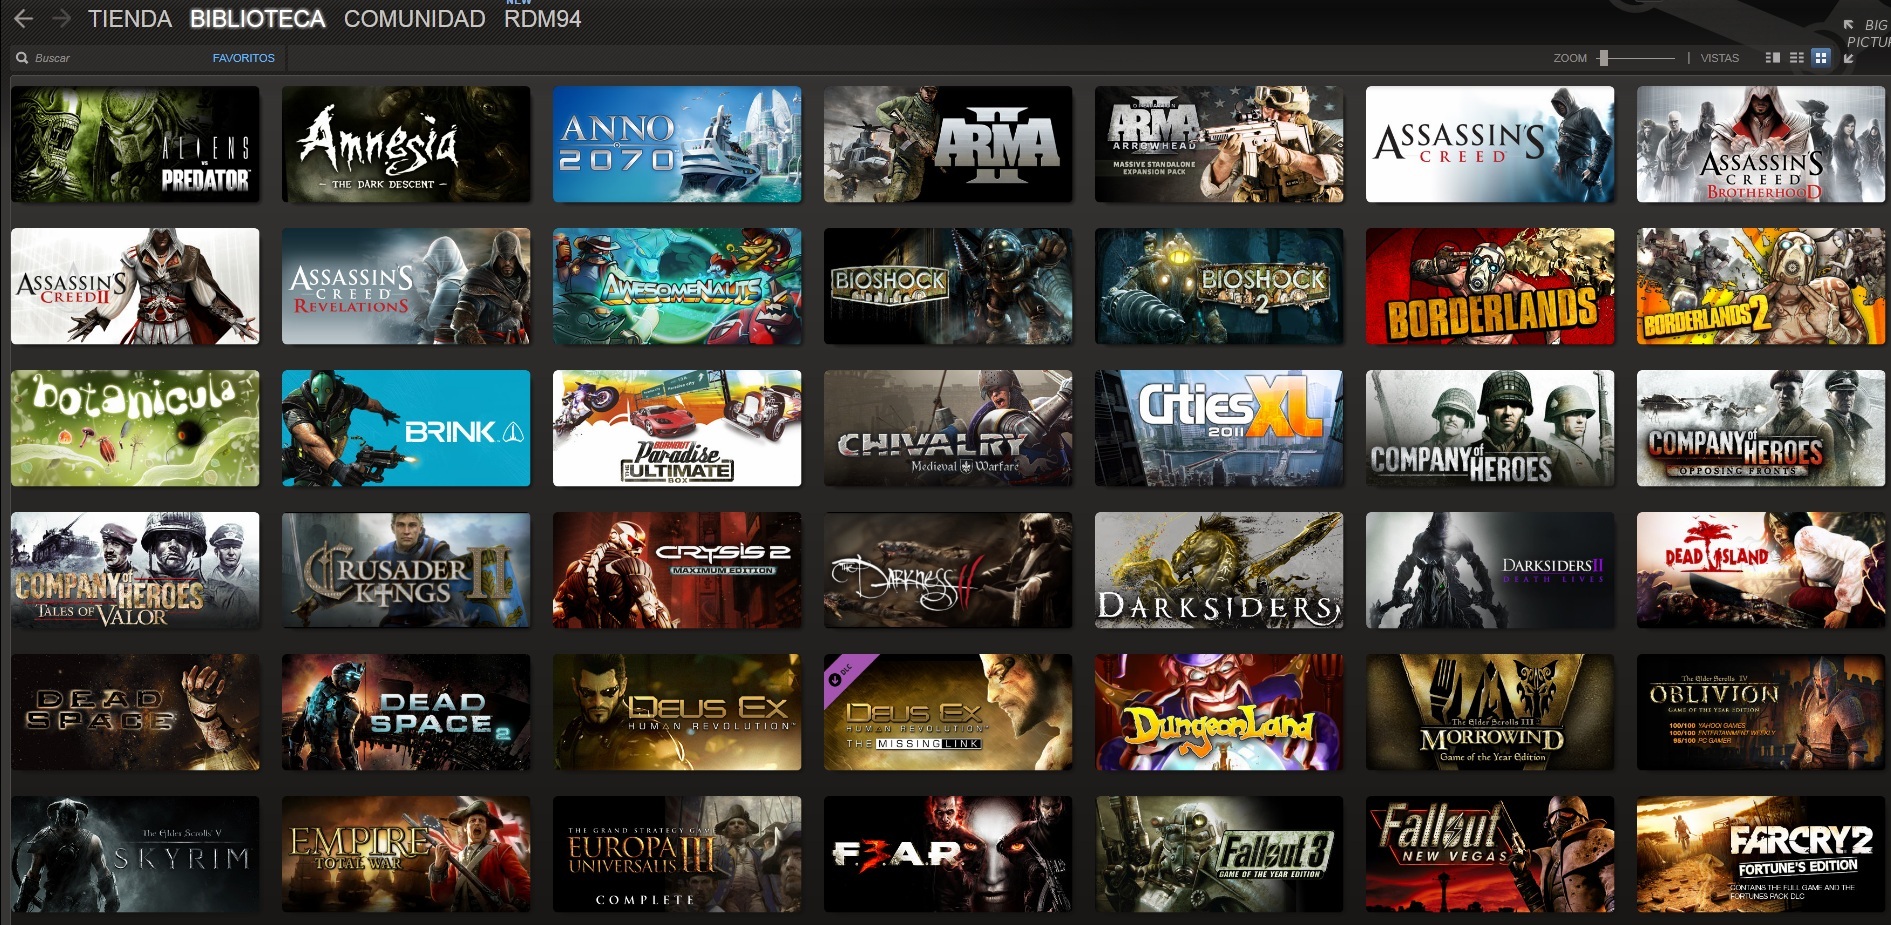 NEW
TIENDA BIBLIOTECA COMUNIDAD RDM94
BIG
PICTUR
Buscar FAVORITOS ZOOM VISTAS
ALIENS
VS
PREDATOR
Amnesia
THE DARK DESCENT
ANNO
2070
II
ARMA
II
ARMA
ARROWHEAD
MASSIVE STANDALONE
EXPANSION PACK
ASSASSIN'S
CREED
ASSASSIN'S
CREED
BROTHERHOOD
ASSASSIN'S
CREED II
ASSASSIN'S
CREED
REVELATIONS
AWESOMENAUTS
BIOSHOCK
BIOSHOCK
2
BORDERLANDS
BORDERLANDS 2
botanicula
BRINK
BURNOUT
Paradise
THE ULTIMATE
BOX
CHIVALRY
Medieval Warfare
Cities XL
2011
COMPANY of HEROES
COMPANY of HEROES
OPPOSING FRONTS
COMPANY of HEROES
TALES OF VALOR
CRUSADER
KINGS II
CRYSIS 2
MAXIMUM EDITION
THE DARKNESS II
DARKSIDERS
DARKSIDERS II
DEATH LIVES
DEAD ISLAND
DEAD
SPACE
DEAD
SPACE 2
DEUS EX
HUMAN REVOLUTION
DLC
DEUS EX
HUMAN REVOLUTION
THE MISSING LINK
DUNGEONLAND
The Elder Scrolls III
MORROWIND
Game of the Year Edition
The Elder Scrolls IV
OBLIVION
GAME OF THE YEAR EDITION
100/100 YAHOO! GAMES
100/100 ENTERTAINMENT WEEKLY
95/100 PC GAMER
The Elder Scrolls V
SKYRIM
EMPIRE
TOTAL WAR
THE GRAND STRATEGY GAME
EUROPA
UNIVERSALIS III
COMPLETE
F.3.A.R
Fallout 3
GAME OF THE YEAR EDITION
Fallout
NEW VEGAS
FARCRY 2
FORTUNE'S EDITION
CONTAINS THE FULL GAME AND THE
FORTUNES PACK DLC